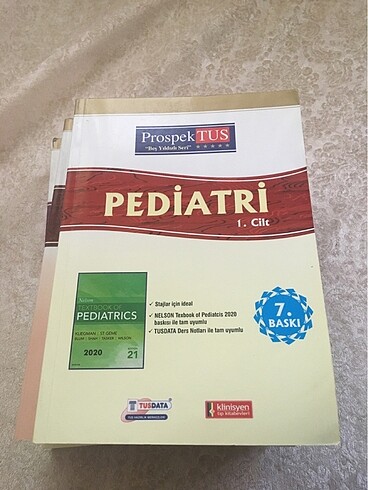 ProspekTUS
"Beş Yıldızlı Seri" ★★★★★
PEDİATRİ
1. Cilt
Nelson
TEXTBOOK OF
PEDIATRICS
KLIEGMAN ST GEME
2020
21
✓ Stajlar için ideal
✓ NELSON Texbook of Pediatcis 2020
baskısı ile tam uyumlu
✓ TUSDATA Ders Notları ile tam uyumlu
7.
BASKI
TUSDATA
klinisyen
tıp kitabevleri